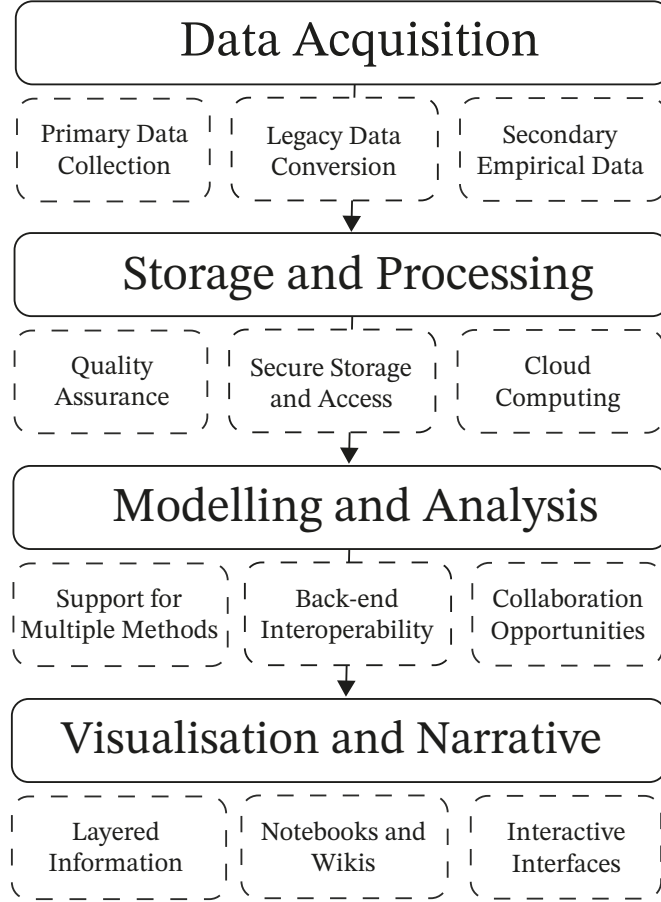 Data Acquisition
Primary Data
Collection
Legacy Data
Conversion
Secondary
Empirical Data
Storage and Processing
Quality
Assurance
Secure Storage
and Access
Cloud
Computing
Modelling and Analysis
Support for
Multiple Methods
Back-end
Interoperability
Collaboration
Opportunities
Visualisation and Narrative
Layered
Information
Notebooks and
Wikis
Interactive
Interfaces